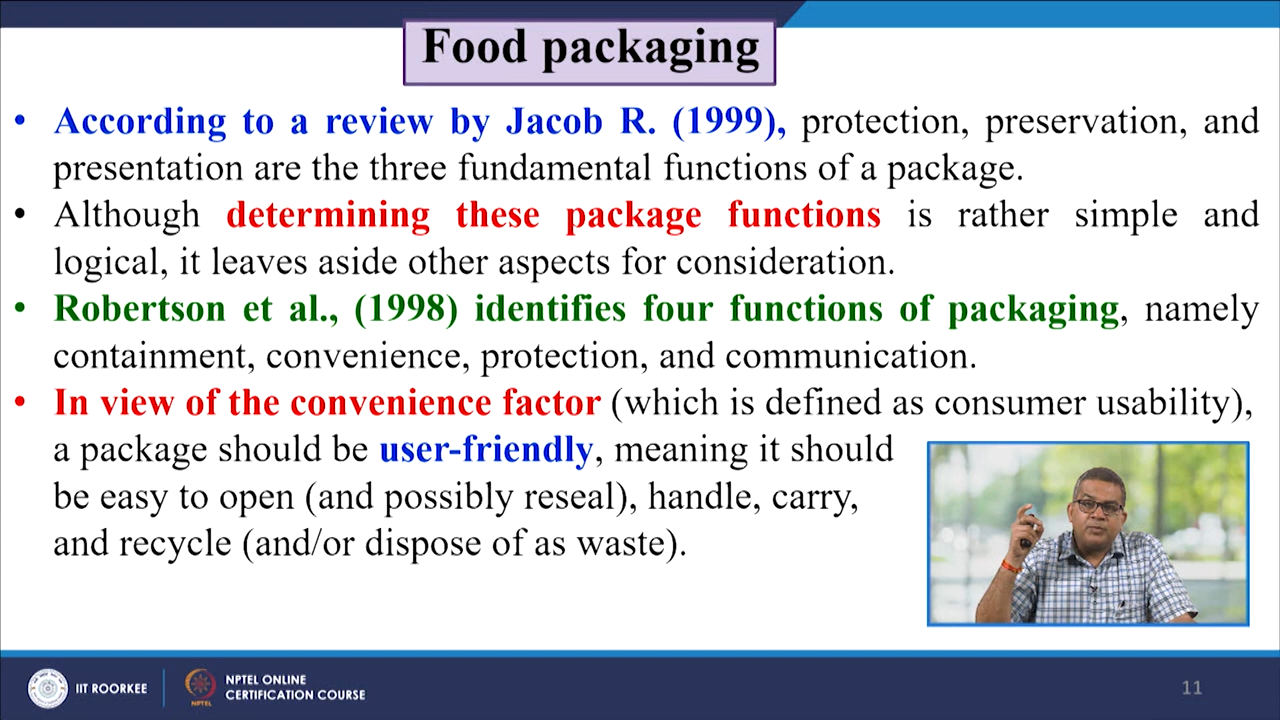 Food packaging
• According to a review by Jacob R. (1999), protection, preservation, and
presentation are the three fundamental functions of a package.
• Although determining these package functions is rather simple and
logical, it leaves aside other aspects for consideration.
• Robertson et al., (1998) identifies four functions of packaging, namely
containment, convenience, protection, and communication.
• In view of the convenience factor (which is defined as consumer usability),
a package should be user-friendly, meaning it should
be easy to open (and possibly reseal), handle, carry,
and recycle (and/or dispose of as waste).
IIT ROORKEE
NPTEL
NPTEL ONLINE
CERTIFICATION COURSE
11